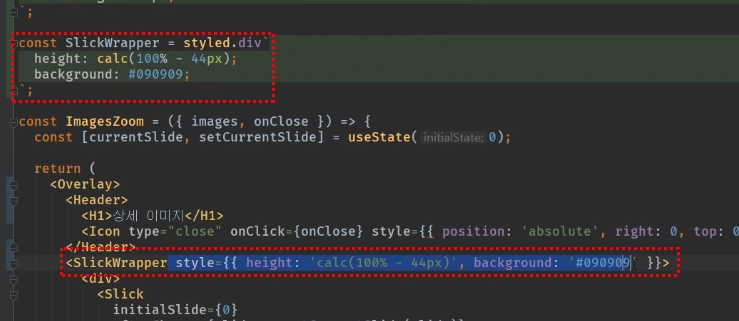 `;
const SlickWrapper = styled.div`
height: calc(100% - 44px);
background: #090909;
`;
const ImagesZoom = ({ images, onClose }) => {
const [currentSlide, setCurrentSlide] = useState( initialState: 0);
return (
<Overlay>
<Header>
<H1>상세 이미지</H1>
<Icon type="close" onClick={onClose} style={{ position: 'absolute', right: 0, top: 0
</Header>
<SlickWrapper style={{ height: 'calc(100% - 44px)', background: '#090909' }}>
<div>
<Slick
initialSlide={0}